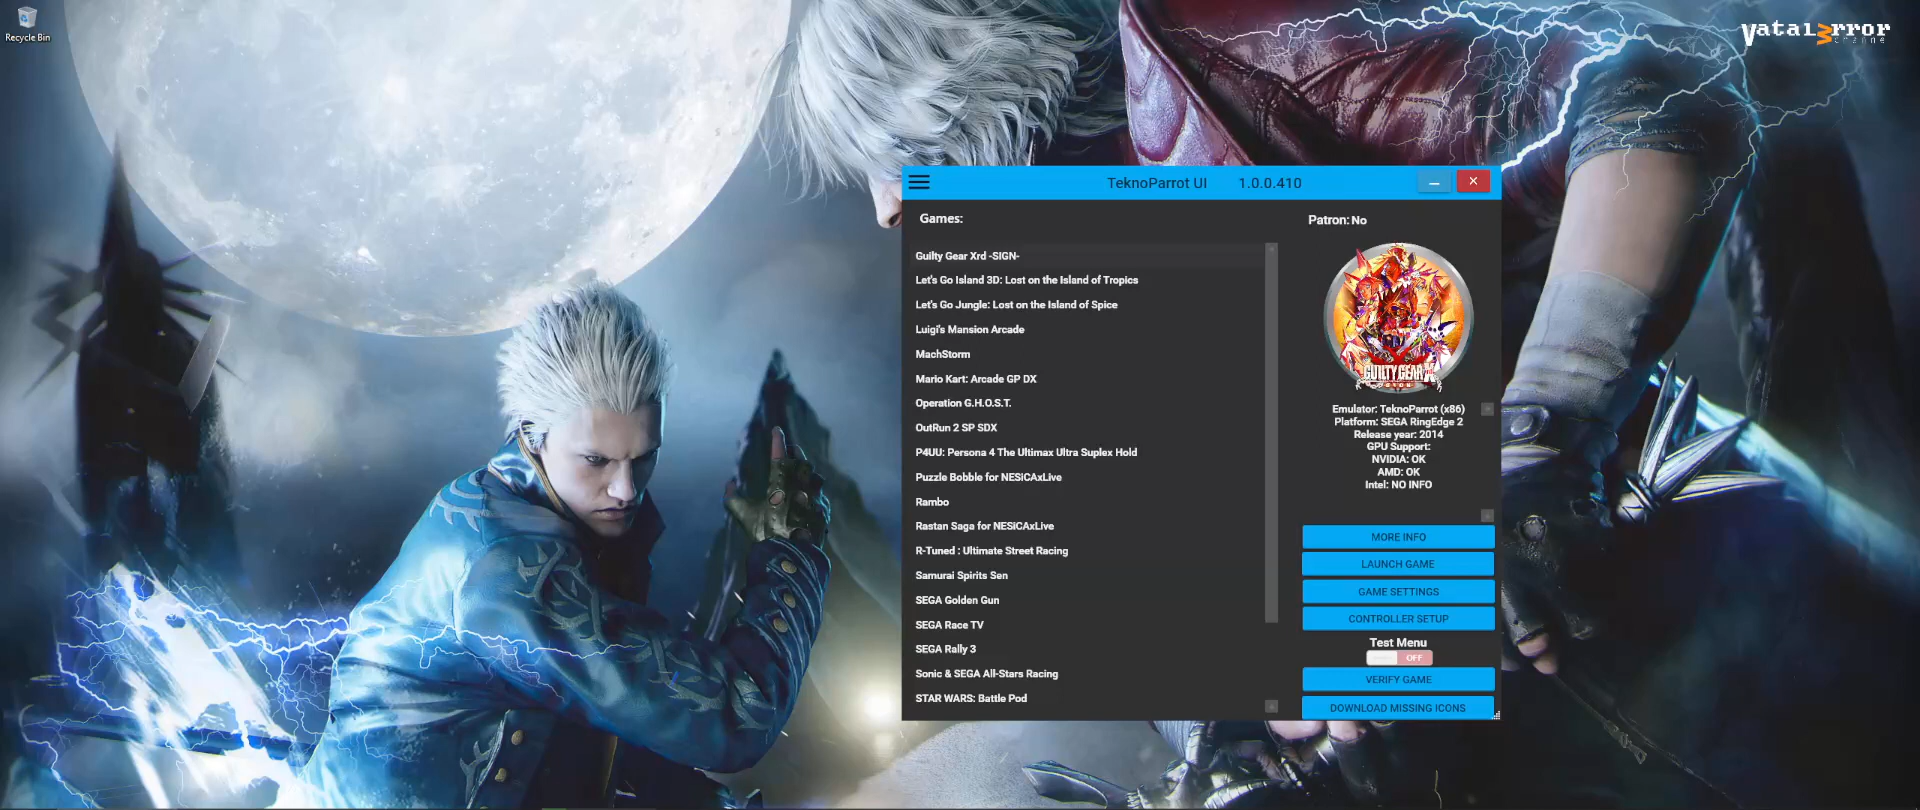 Recycle Bin
Vatal3rror
TeknoParrot UI 1.0.0.410
Games:
Guilty Gear Xrd -SIGN-
Let's Go Island 3D: Lost on the Island of Tropics
Let's Go Jungle: Lost on the Island of Spice
Luigi's Mansion Arcade
MachStorm
Mario Kart: Arcade GP DX
Operation G.H.O.S.T.
OutRun 2 SP SDX
P4UU: Persona 4 The Ultimax Ultra Suplex Hold
Puzzle Bobble for NESiCAxLive
Rambo
Rastan Saga for NESiCAxLive
R-Tuned : Ultimate Street Racing
Samurai Spirits Sen
SEGA Golden Gun
SEGA Race TV
SEGA Rally 3
Sonic & SEGA All-Stars Racing
STAR WARS: Battle Pod
Patron: No
GUILTY GEAR
Emulator: TeknoParrot (x86)
Platform: SEGA RingEdge 2
Release year: 2014
GPU Support:
NVIDIA: OK
AMD: OK
Intel: NO INFO
MORE INFO
LAUNCH GAME
GAME SETTINGS
CONTROLLER SETUP
Test Menu
OFF
VERIFY GAME
DOWNLOAD MISSING ICONS